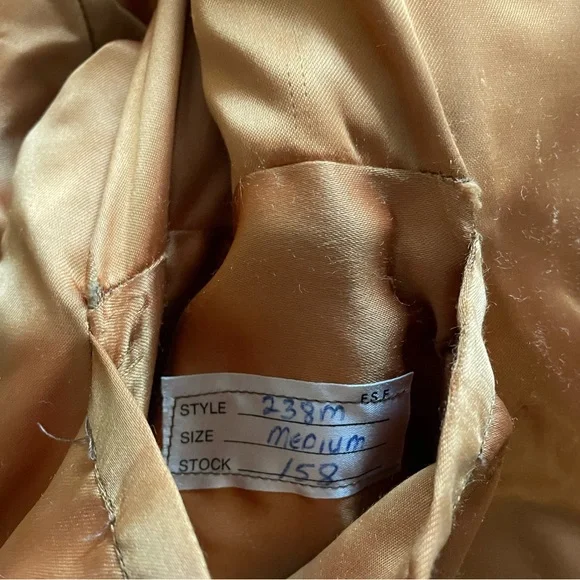 F.S.F.
STYLE 238M
SIZE MEDIUM
STOCK 158